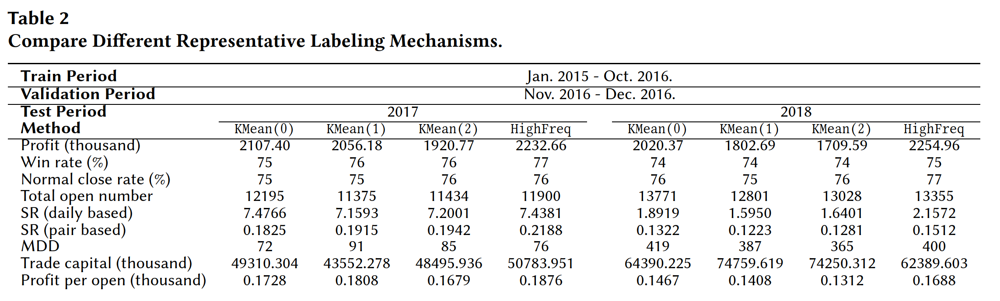 Table 2
Compare Different Representative Labeling Mechanisms.
Train Period Jan. 2015 - Oct. 2016.
Validation Period Nov. 2016 - Dec. 2016.
Test Period 2017 2018
Method KMean(0) KMean(1) KMean(2) HighFreq KMean(0) KMean(1) KMean(2) HighFreq
Profit (thousand) 2107.40 2056.18 1920.77 2232.66 2020.37 1802.69 1709.59 2254.96
Win rate (%) 75 76 76 77 74 74 74 75
Normal close rate (%) 75 75 76 76 76 75 76 77
Total open number 12195 11375 11434 11900 13771 12801 13028 13355
SR (daily based) 7.4766 7.1593 7.2001 7.4381 1.8919 1.5950 1.6401 2.1572
SR (pair based) 0.1825 0.1915 0.1942 0.2188 0.1322 0.1223 0.1281 0.1512
MDD 72 91 85 76 419 387 365 400
Trade capital (thousand) 49310.304 43552.278 48495.936 50783.951 64390.225 74759.619 74250.312 62389.603
Profit per open (thousand) 0.1728 0.1808 0.1679 0.1876 0.1467 0.1408 0.1312 0.1688